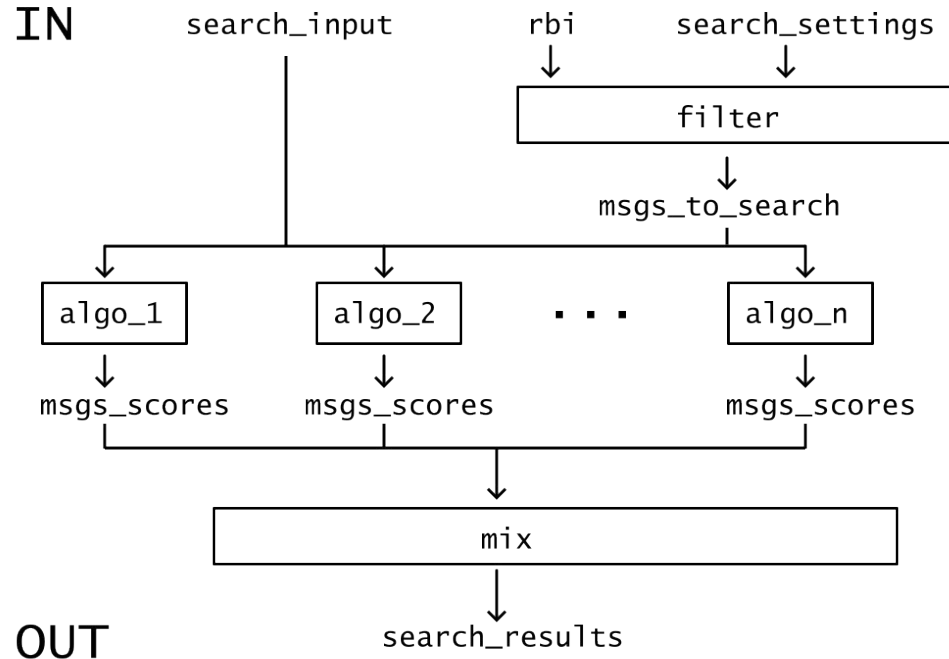 IN search_input rbi search_settings
filter
msgs_to_search
algo_1 algo_2 . . . algo_n
msgs_scores msgs_scores msgs_scores
mix
search_results
OUT